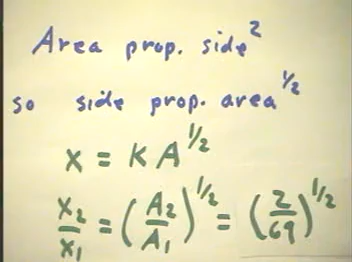 Area prop. side²
so side prop. area^1/2
x = K A^1/2
x₂/x₁ = (A₂/A₁)^1/2 = (2/69)^1/2